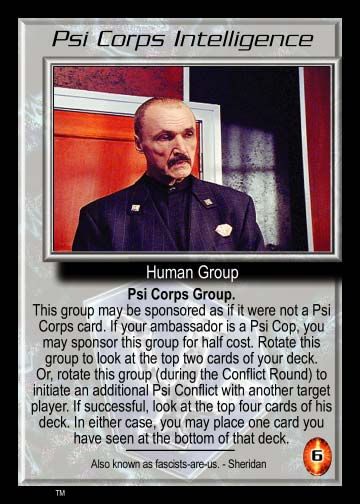 Psi Corps Intelligence
Human Group
Psi Corps Group.
This group may be sponsored as if it were not a Psi
Corps card. If your ambassador is a Psi Cop, you
may sponsor this group for half cost. Rotate this
group to look at the top two cards of your deck.
Or, rotate this group (during the Conflict Round) to
initiate an additional Psi Conflict with another target
player. If successful, look at the top four cards of his
deck. In either case, you may place one card you
have seen at the bottom of that deck.
6
Also known as fascists-are-us. - Sheridan
TM